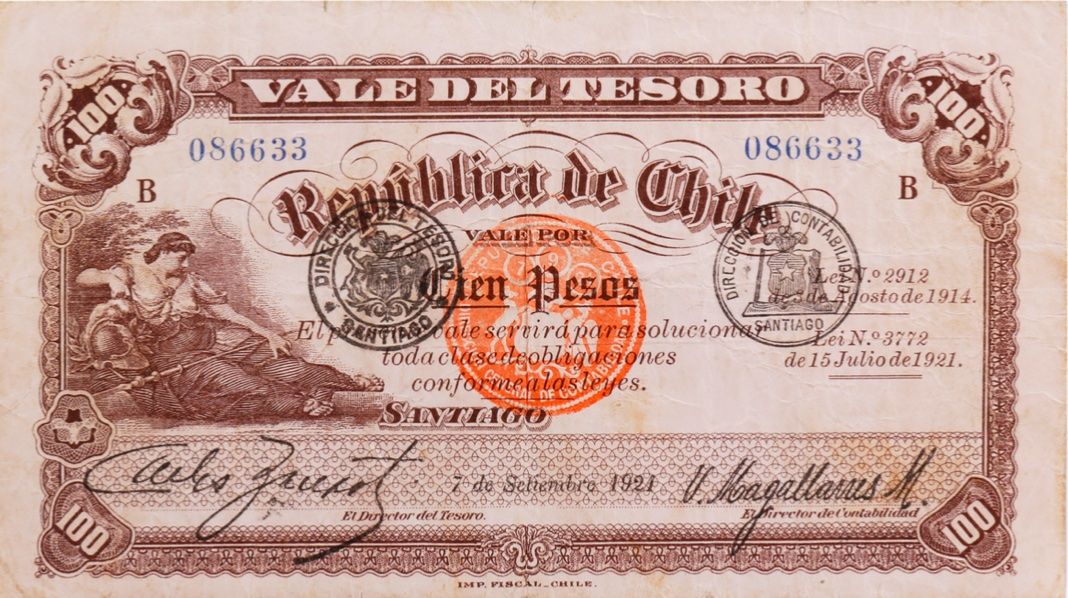 VALE DEL TESORO
100
100
086633
086633
B
B
República de Chile
VALE POR
Cien Pesos
Lei N.º 2912
de 3 de Agosto de 1914.
El vale servirá para solucionar
toda clase de obligaciones
conforme a las leyes.
Lei N.º 3772
de 15 Julio de 1921.
DIRECCION DEL TESORO
SANTIAGO
DIRECCION DE CONTABILIDAD
SANTIAGO
SANTIAGO
7 de Setiembre 1921
Carlos
V. Magallanes M.
El Director del Tesoro.
El Director de Contabilidad
100
100
IMP. FISCAL_CHILE.